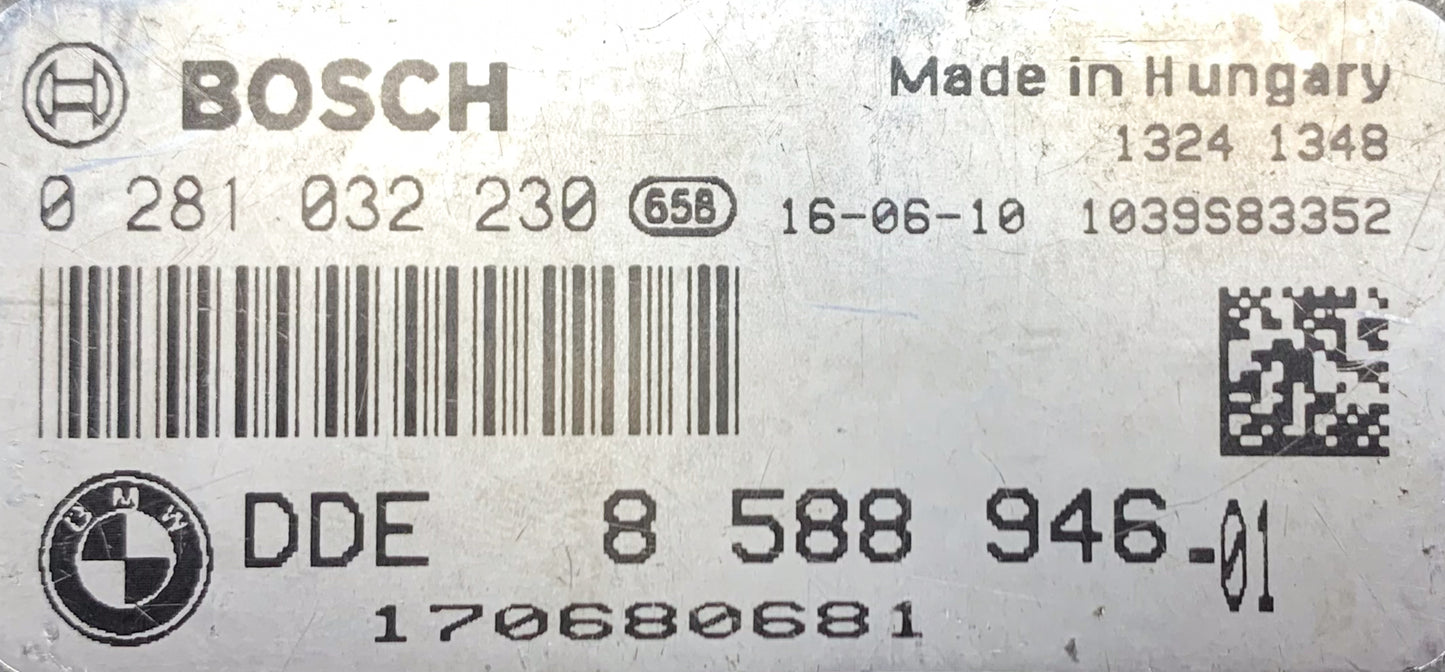 BOSCH
Made in Hungary
1324 1348
0 281 032 230 658 16-06-10 1039S83352
BMW
DDE 8 588 946-01
170680681